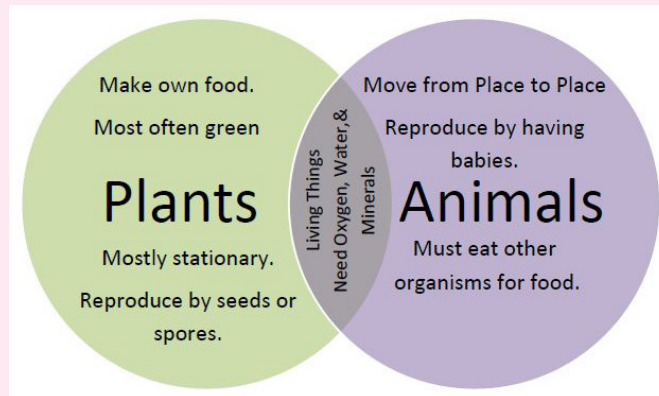 Make own food.
Most often green
Plants
Mostly stationary.
Reproduce by seeds or
spores.
Living Things
Need Oxygen, Water,&
Minerals
Move from Place to Place
Reproduce by having
babies.
Animals
Must eat other
organisms for food.